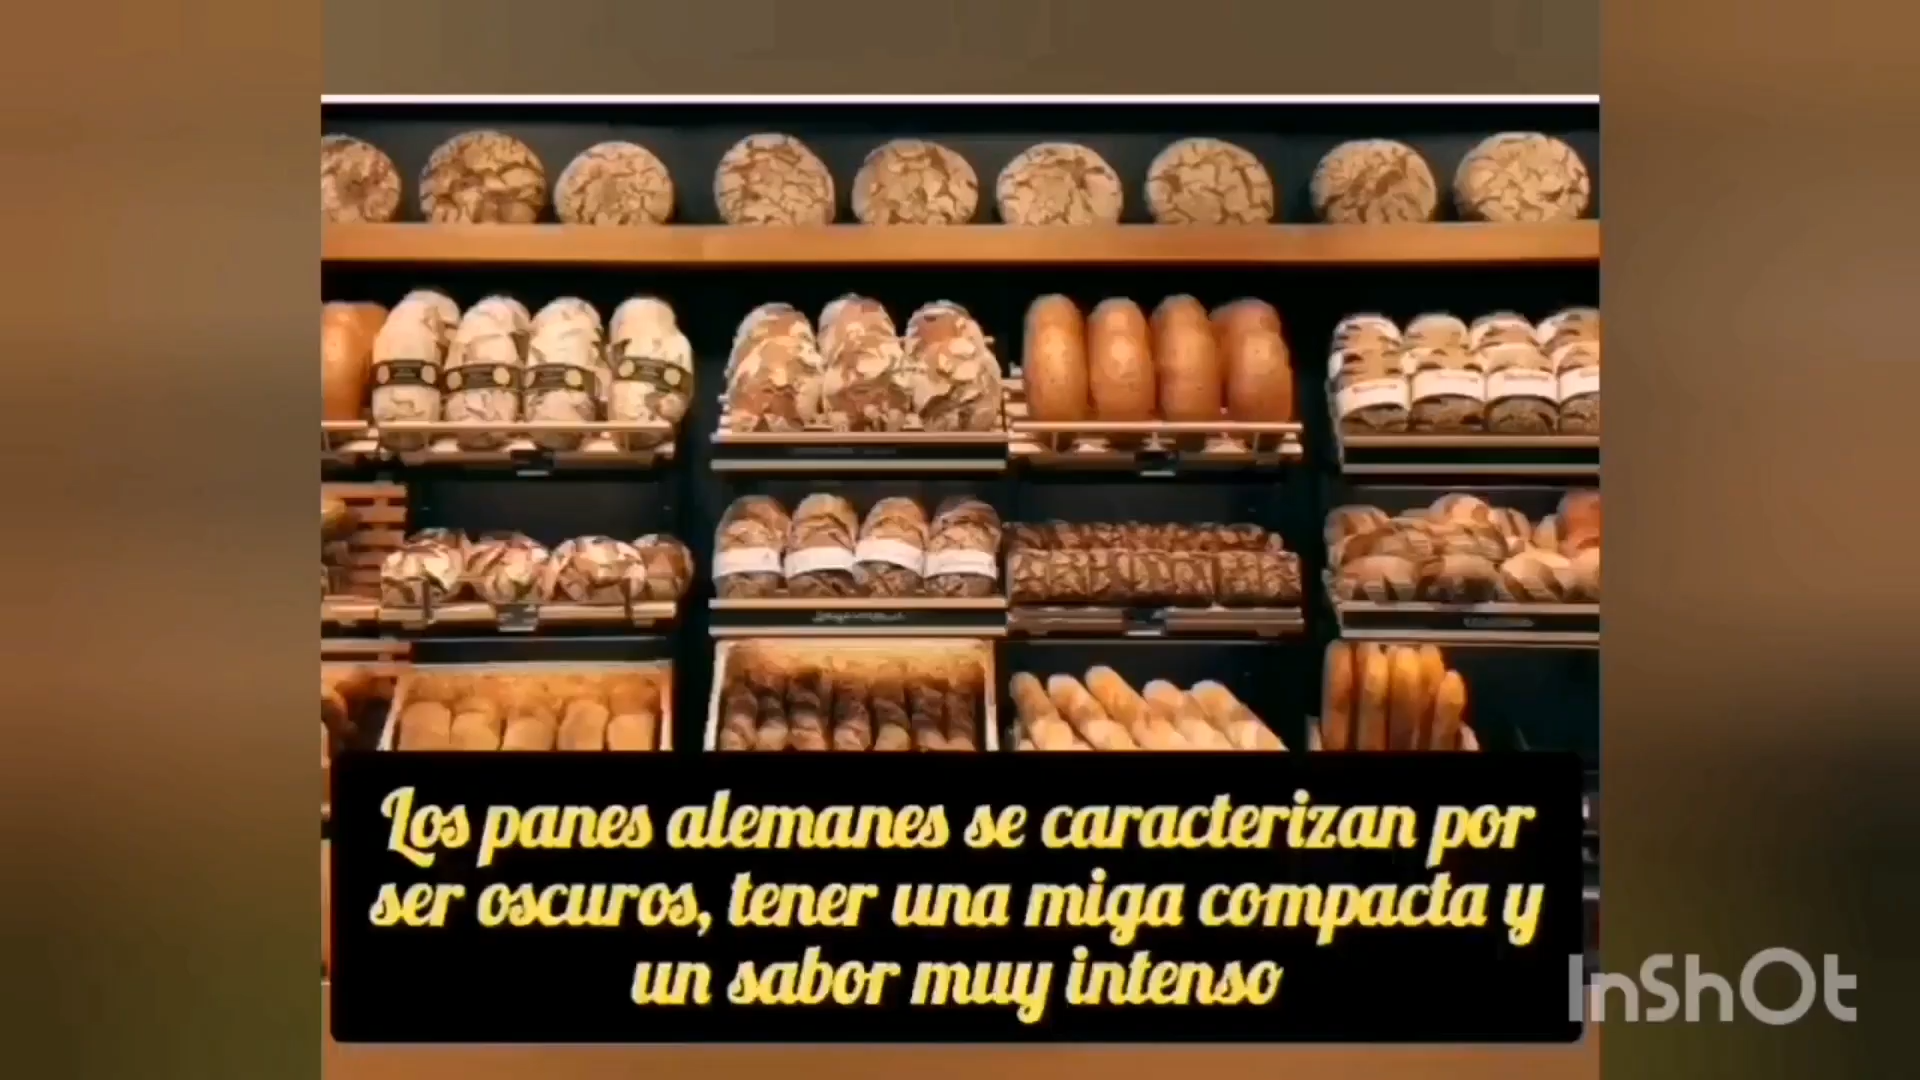 Los panes alemanes se caracterizan por
ser oscuros, tener una miga compacta y
un sabor muy intenso
InShOt